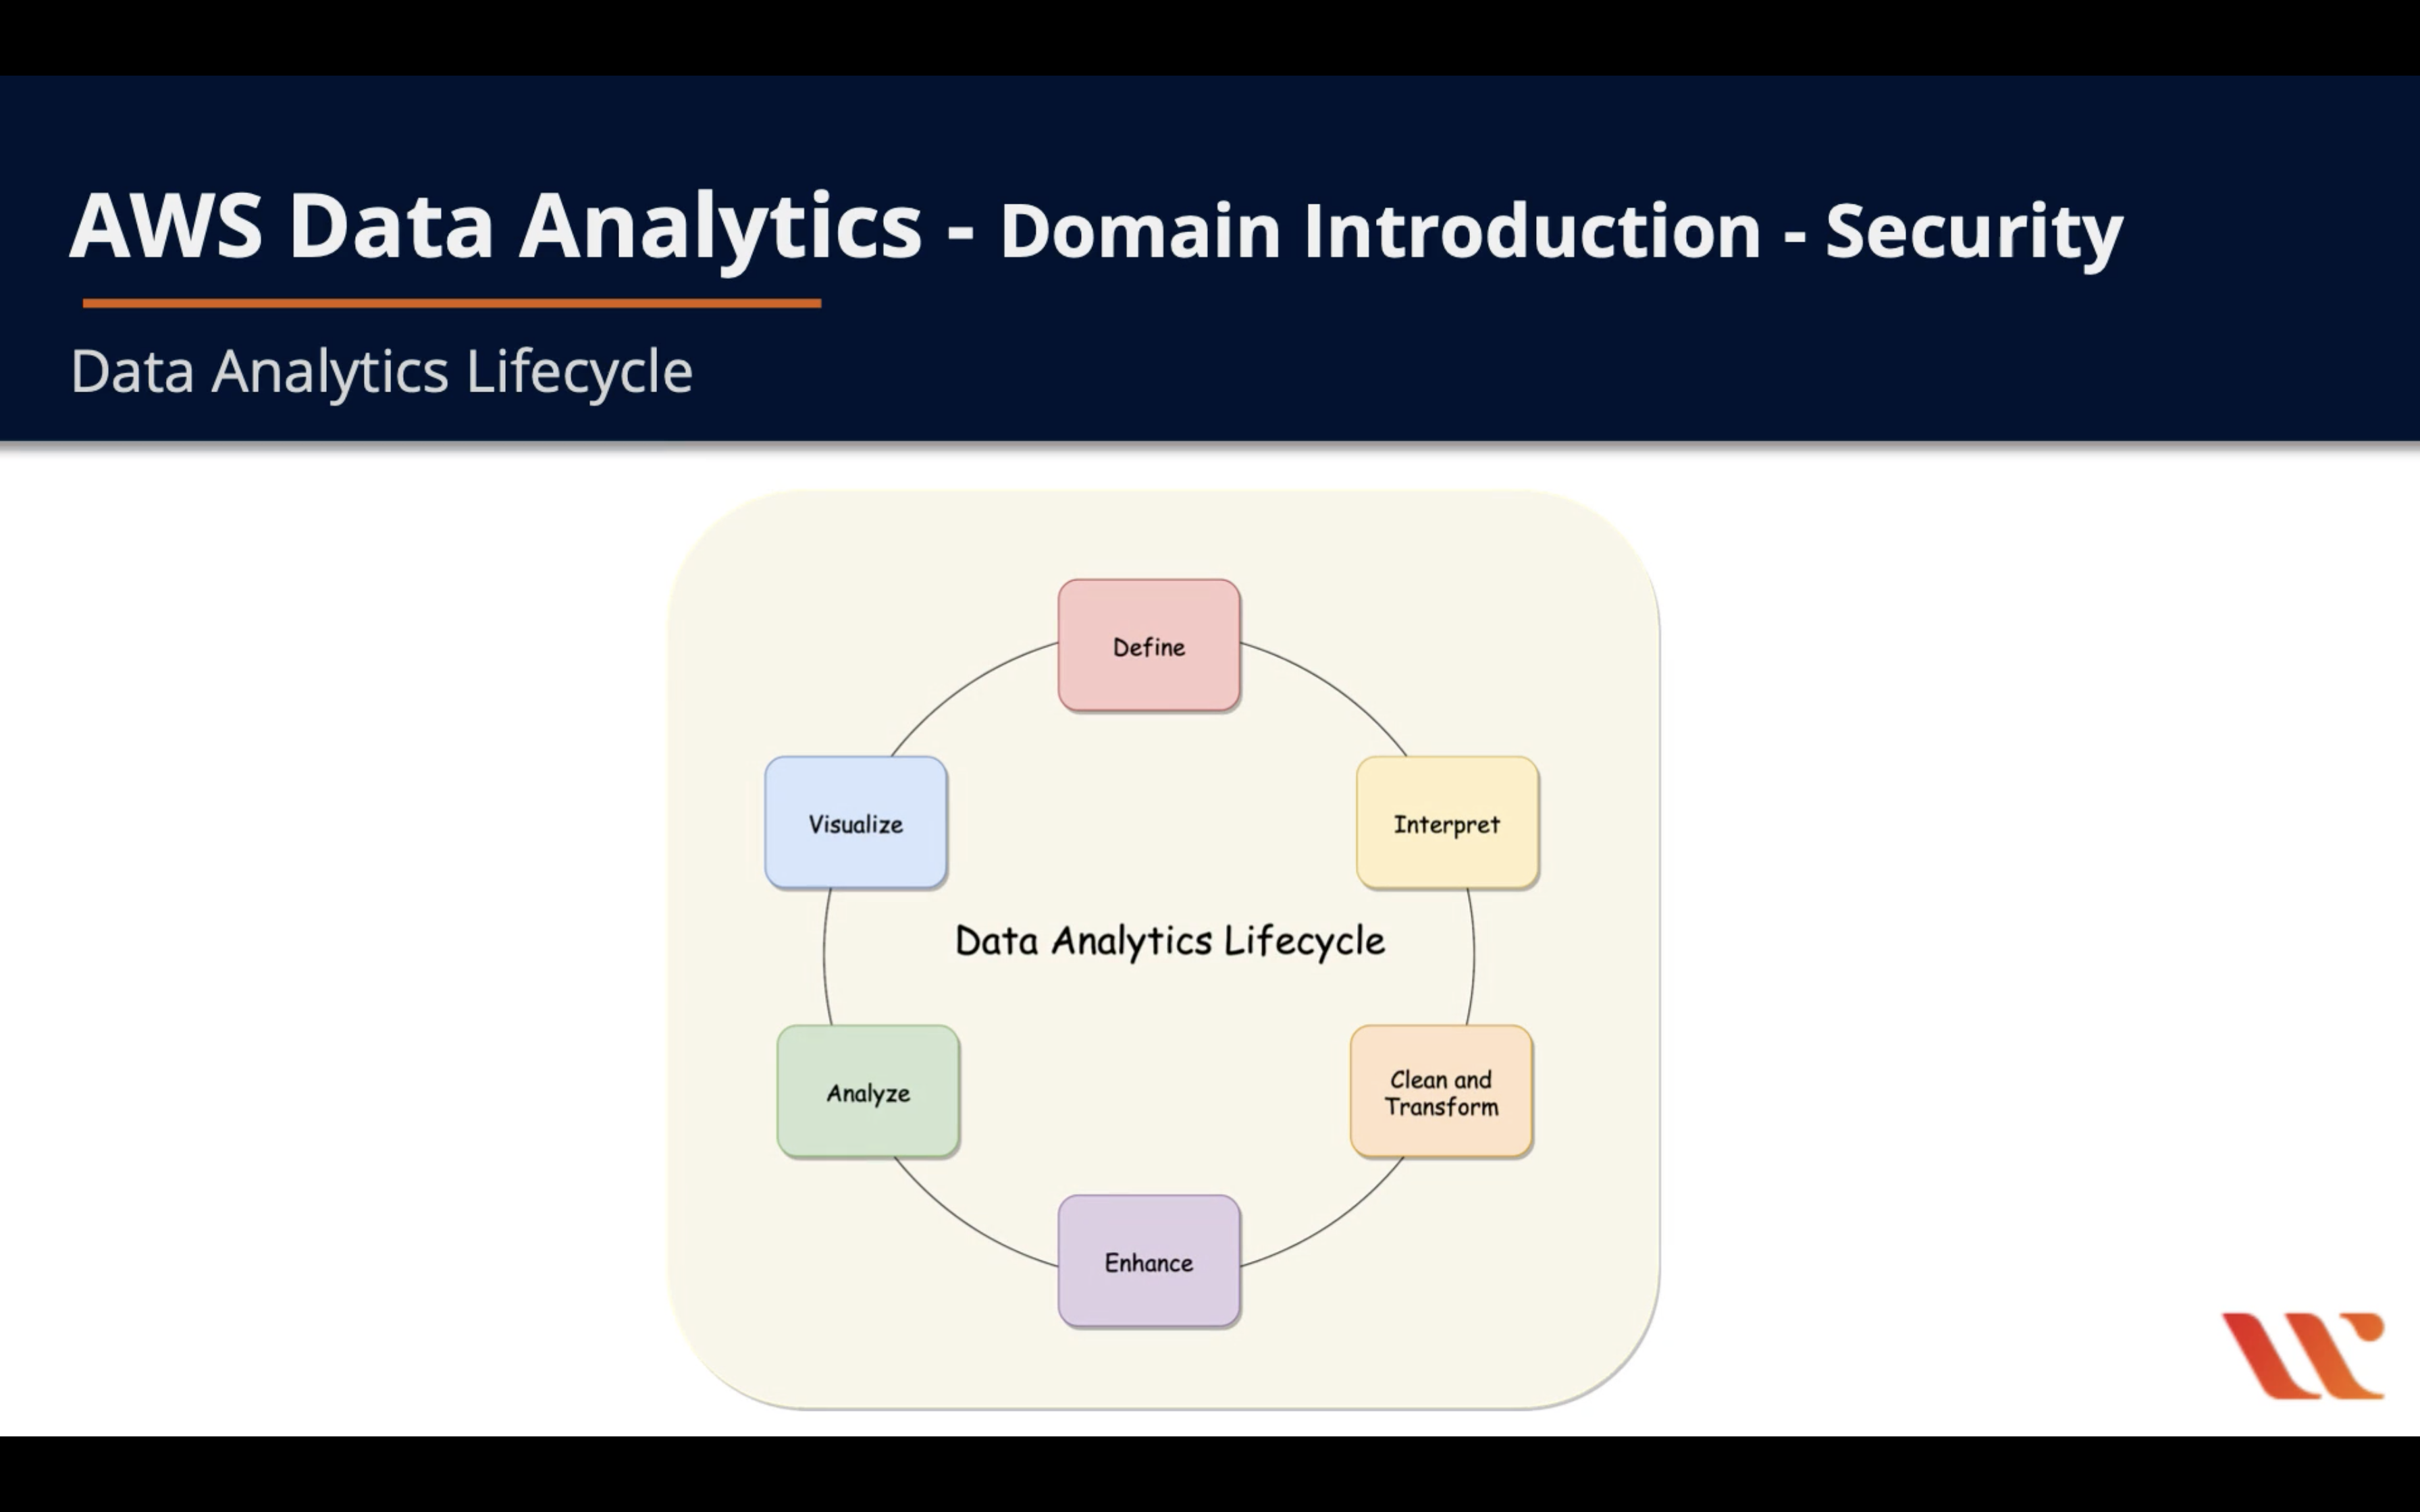 AWS Data Analytics - Domain Introduction - Security
Data Analytics Lifecycle
Define
Visualize
Interpret
Data Analytics Lifecycle
Analyze
Clean and
Transform
Enhance